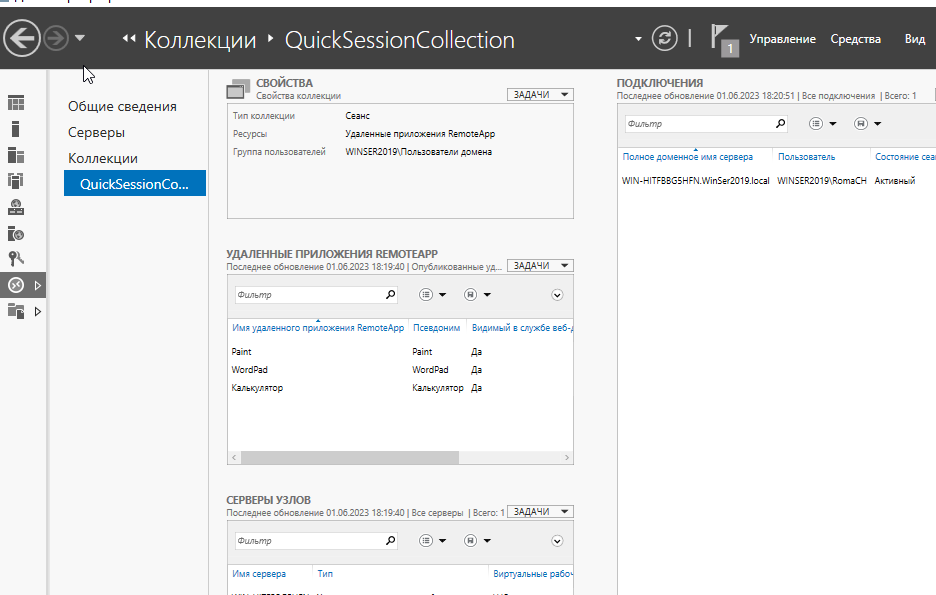 Коллекции
QuickSessionCollection
1
Управление
Средства
Вид
Общие сведения
Серверы
Коллекции
QuickSessionCo...
СВОЙСТВА
Свойства коллекции
ЗАДАЧИ
Тип коллекции Сеанс
Ресурсы Удаленные приложения RemoteApp
Группа пользователей WINSER2019\Пользователи домена
УДАЛЕННЫЕ ПРИЛОЖЕНИЯ REMOTEAPP
Последнее обновление 01.06.2023 18:19:40 | Опубликованные уд...
ЗАДАЧИ
Фильтр
Имя удаленного приложения RemoteApp Псевдоним Видимый в службе веб-д
Paint Paint Да
WordPad WordPad Да
Калькулятор Калькулятор Да
СЕРВЕРЫ УЗЛОВ
Последнее обновление 01.06.2023 18:19:40 | Все серверы | Всего: 1
ЗАДАЧИ
Фильтр
Имя сервера Тип Виртуальные рабоч
ПОДКЛЮЧЕНИЯ
Последнее обновление 01.06.2023 18:20:51 | Все подключения | Всего: 1
Фильтр
Полное доменное имя сервера Пользователь Состояние сеа
WIN-HITFBBG5HFN.WinSer2019.local WINSER2019\RomaCH Активный